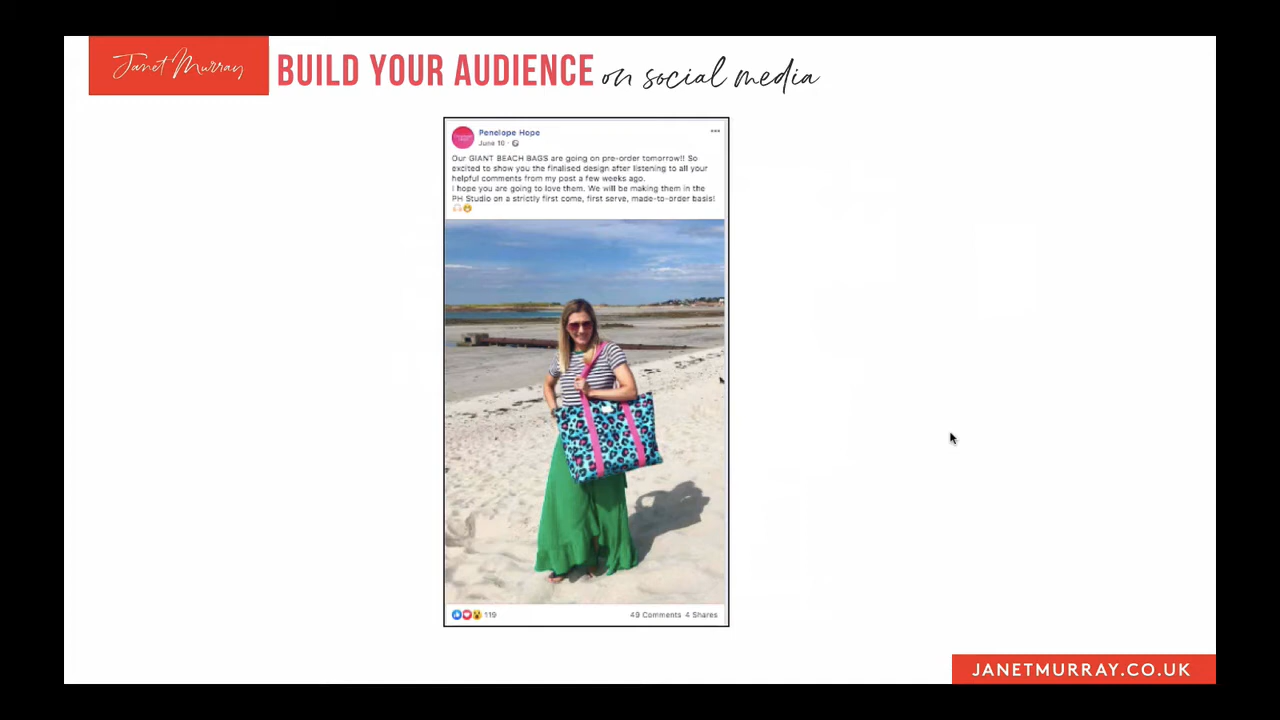 Janet Murray
BUILD YOUR AUDIENCE on social media
Penelope Hope
June 10 ·
Our GIANT BEACH BAGS are going on pre-order tomorrow!! So
excited to show you the finalised design after listening to all your
helpful comments from my post a few weeks ago.
I hope you are going to love them. We will be making them in the
PH Studio on a strictly first come, first serve, made-to-order basis!
119
49 Comments 4 Shares
JANETMURRAY.CO.UK